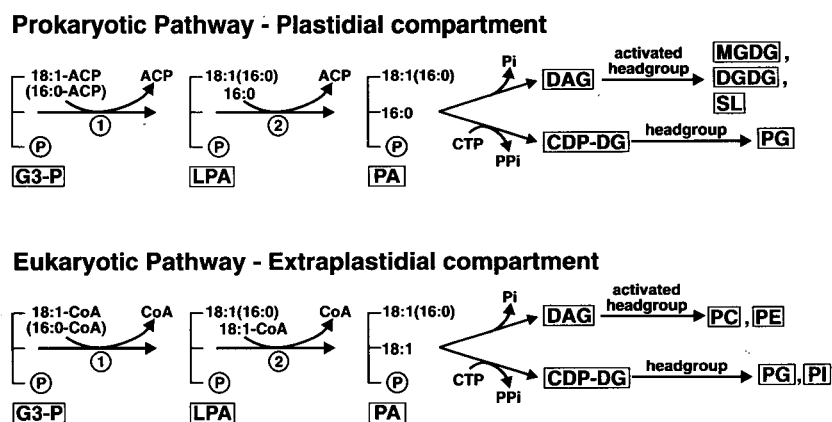 Prokaryotic Pathway - Plastidial compartment
18:1-ACP ACP 18:1(16:0) ACP 18:1(16:0) Pi DAG activated MGDG,
(16:0-ACP) 16:0 headgroup DGDG,
SL
① ② 16:0
CTP CDP-DG headgroup PG
P P P PPi
G3-P LPA PA
Eukaryotic Pathway - Extraplastidial compartment
18:1-CoA CoA 18:1(16:0) CoA 18:1(16:0) Pi DAG activated PC, PE
(16:0-CoA) 18:1-CoA headgroup
① ② 18:1
CTP CDP-DG headgroup PG, PI
P P P PPi
G3-P LPA PA